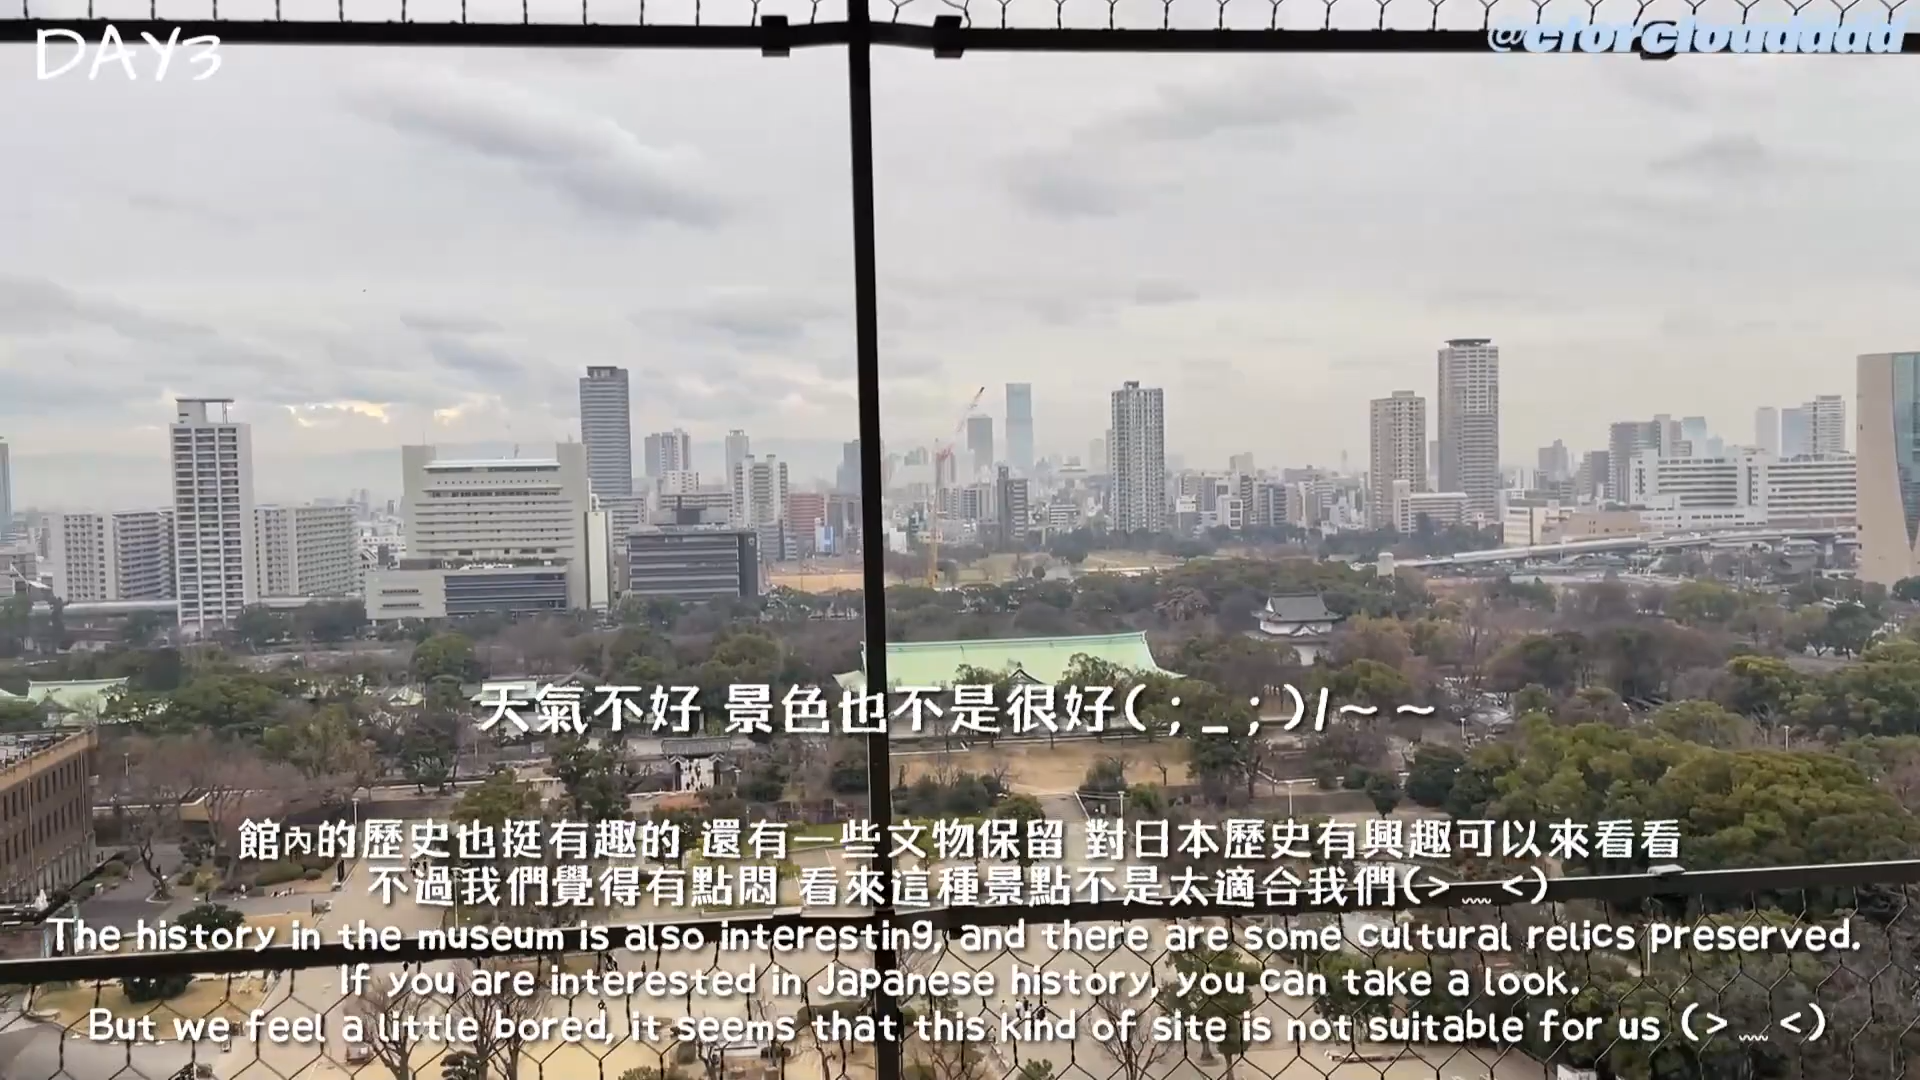 DAY3
@cforcloudddd
天氣不好 景色也不是很好( ; _ ; )/~ ~
館內的歷史也挺有趣的 還有一些文物保留 對日本歷史有興趣可以來看看
不過我們覺得有點悶 看來這種景點不是太適合我們(> ﹏ <)
The history in the museum is also interesting, and there are some cultural relics preserved.
If you are interested in Japanese history, you can take a look.
But we feel a little bored, it seems that this kind of site is not suitable for us (> ﹏ <)